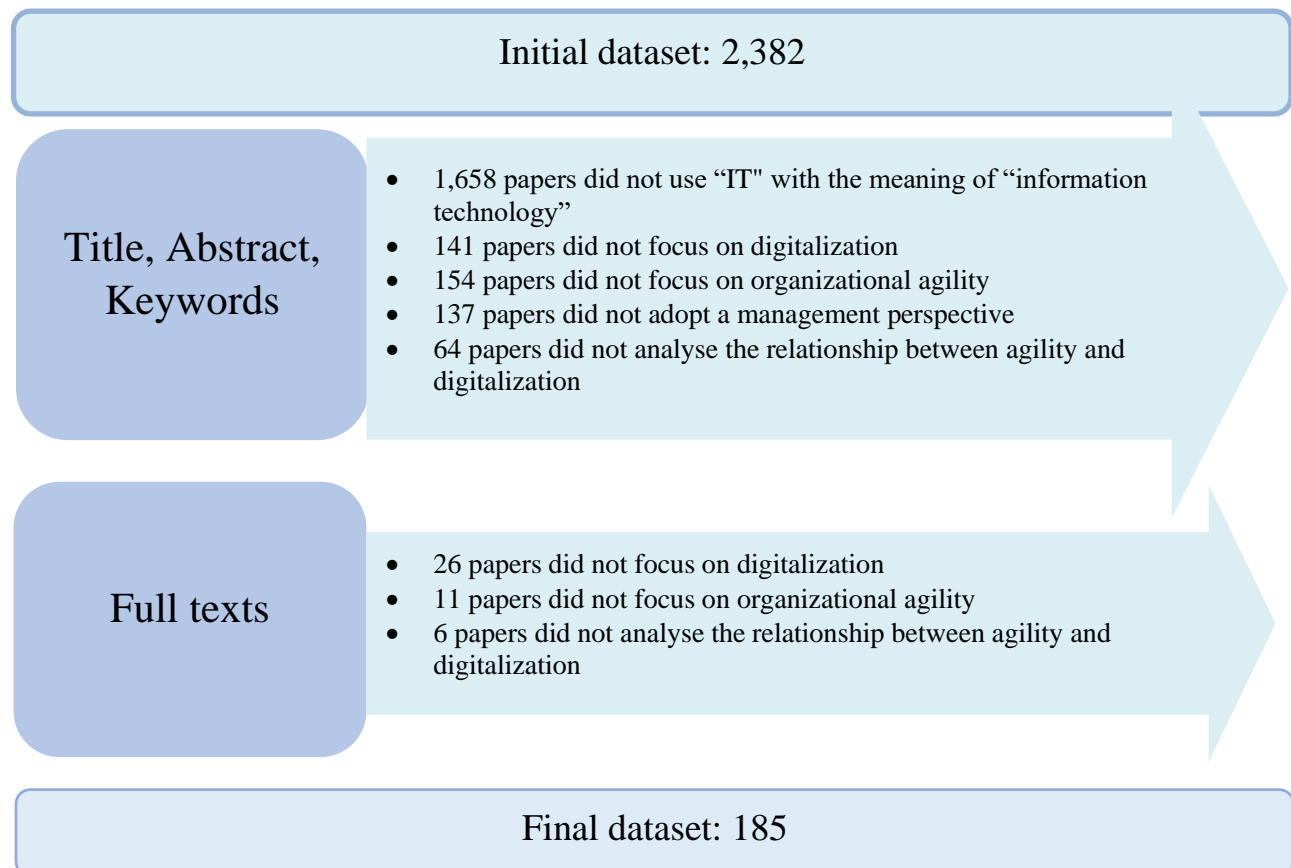 Initial dataset: 2,382
Title, Abstract,
Keywords
• 1,658 papers did not use “IT" with the meaning of “information
technology”
• 141 papers did not focus on digitalization
• 154 papers did not focus on organizational agility
• 137 papers did not adopt a management perspective
• 64 papers did not analyse the relationship between agility and
digitalization
Full texts
• 26 papers did not focus on digitalization
• 11 papers did not focus on organizational agility
• 6 papers did not analyse the relationship between agility and
digitalization
Final dataset: 185